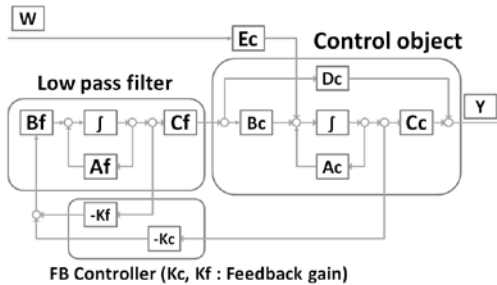 W
Ec
Control object
Low pass filter
Dc
Y
Bf
∫
Cf
Bc
∫
Cc
Af
Ac
-Kf
-Kc
FB Controller (Kc, Kf : Feedback gain)